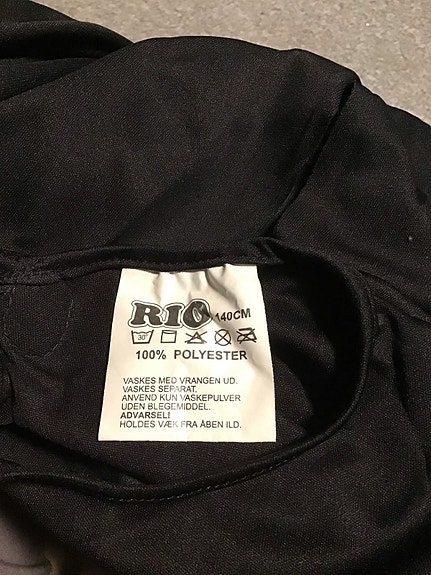 RIO 140CM
30°
100% POLYESTER
VASKES MED VRANGEN UD.
VASKES SEPARAT.
ANVEND KUN VASKEPULVER
UDEN BLEGEMIDDEL.
ADVARSEL!
HOLDES VÆK FRA ÅBEN ILD.